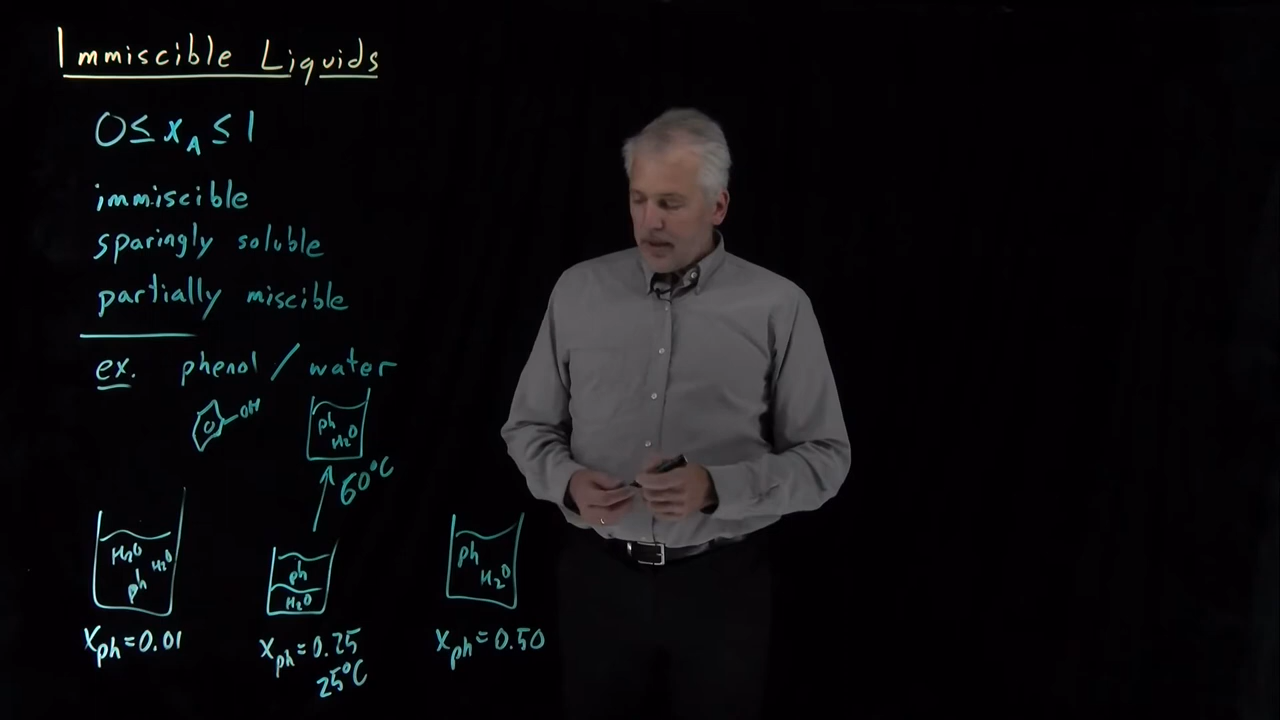 Immiscible Liquids
0 ≤ x_A ≤ 1
immiscible
sparingly soluble
partially miscible
ex. phenol / water
OH
ph
H₂O
60°C
H₂O
H₂O
ph
x_ph = 0.01
ph
H₂O
x_ph = 0.25
25°C
ph
H₂O
x_ph = 0.50